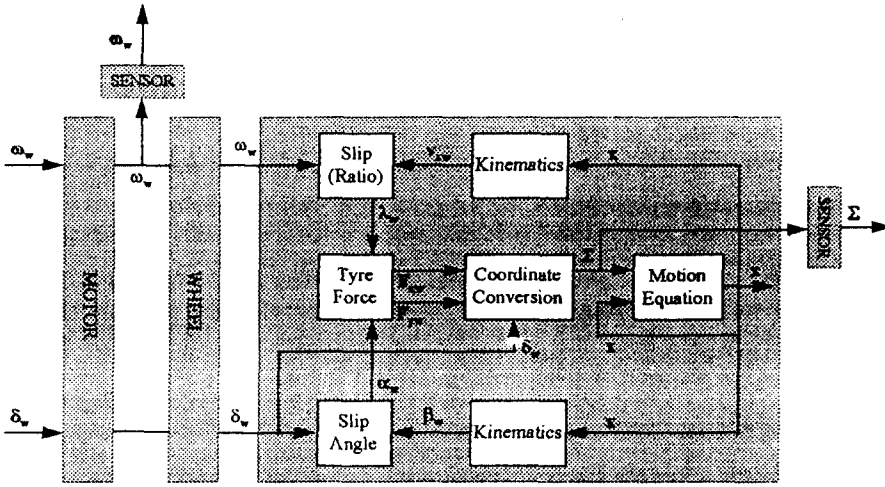 ω_w
SENSOR
ω_w
ω_w
ω_w
Slip
(Ratio)
v_xw
Kinematics
x
λ_w
SENSOR
Σ
MOTOR
WHEEL
Tyre
Force
F_xw
F_yw
Coordinate
Conversion
Σ
Motion
Equation
x
x
δ_w
α_w
δ_w
δ_w
Slip
Angle
β_w
Kinematics
x